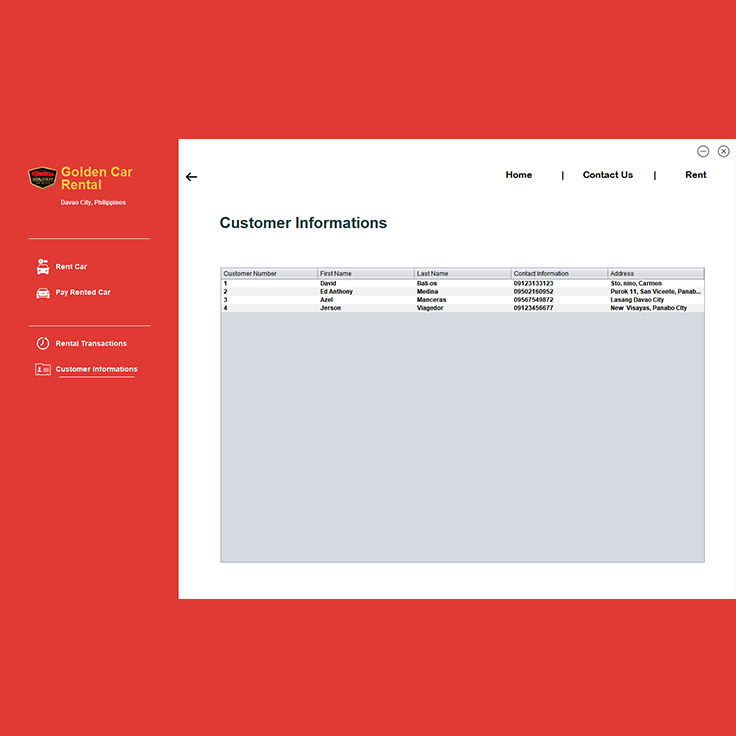 Golden Car
Rental
Davao City, Philippines
Rent Car
Pay Rented Car
Rental Transactions
Customer Informations
Home | Contact Us | Rent
Customer Informations
Customer Number First Name Last Name Contact Information Address
1 David Bali-os 09123133123 Sto. nino, Carmen
2 Ed Anthony Medina 09502160952 Purok 11, San Vicente, Panab...
3 Azel Manceras 09567549872 Lasang Davao City
4 Jerson Viagedor 09123456677 New Visayas, Panabo City